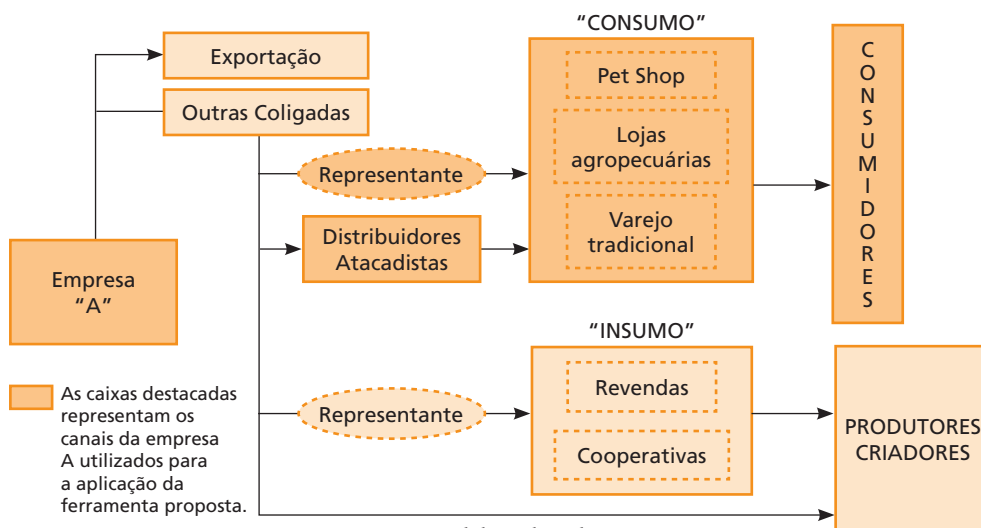 "CONSUMO"
Exportação
Outras Coligadas
Pet Shop
Lojas
agropecuárias
Varejo
tradicional
Representante
Distribuidores
Atacadistas
CONSUMIDORES
Empresa
"A"
"INSUMO"
Representante
Revendas
Cooperativas
PRODUTORES
CRIADORES
As caixas destacadas
representam os
canais da empresa
A utilizados para
a aplicação da
ferramenta proposta.